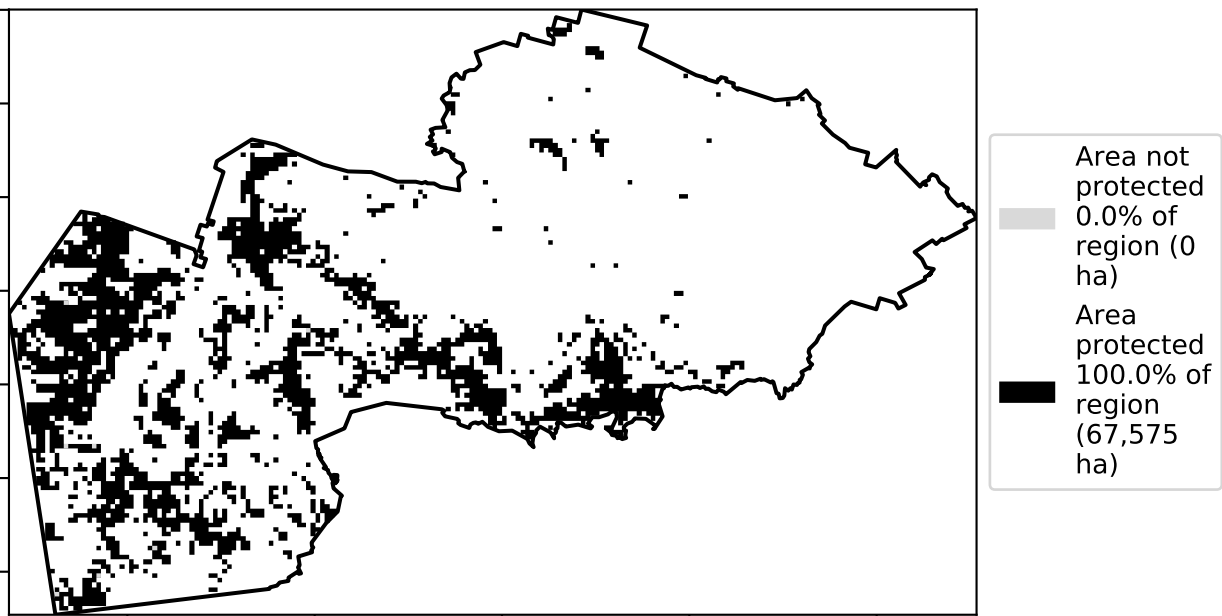 Area not
protected
0.0% of
region (0
ha)
Area
protected
100.0% of
region
(67,575
ha)